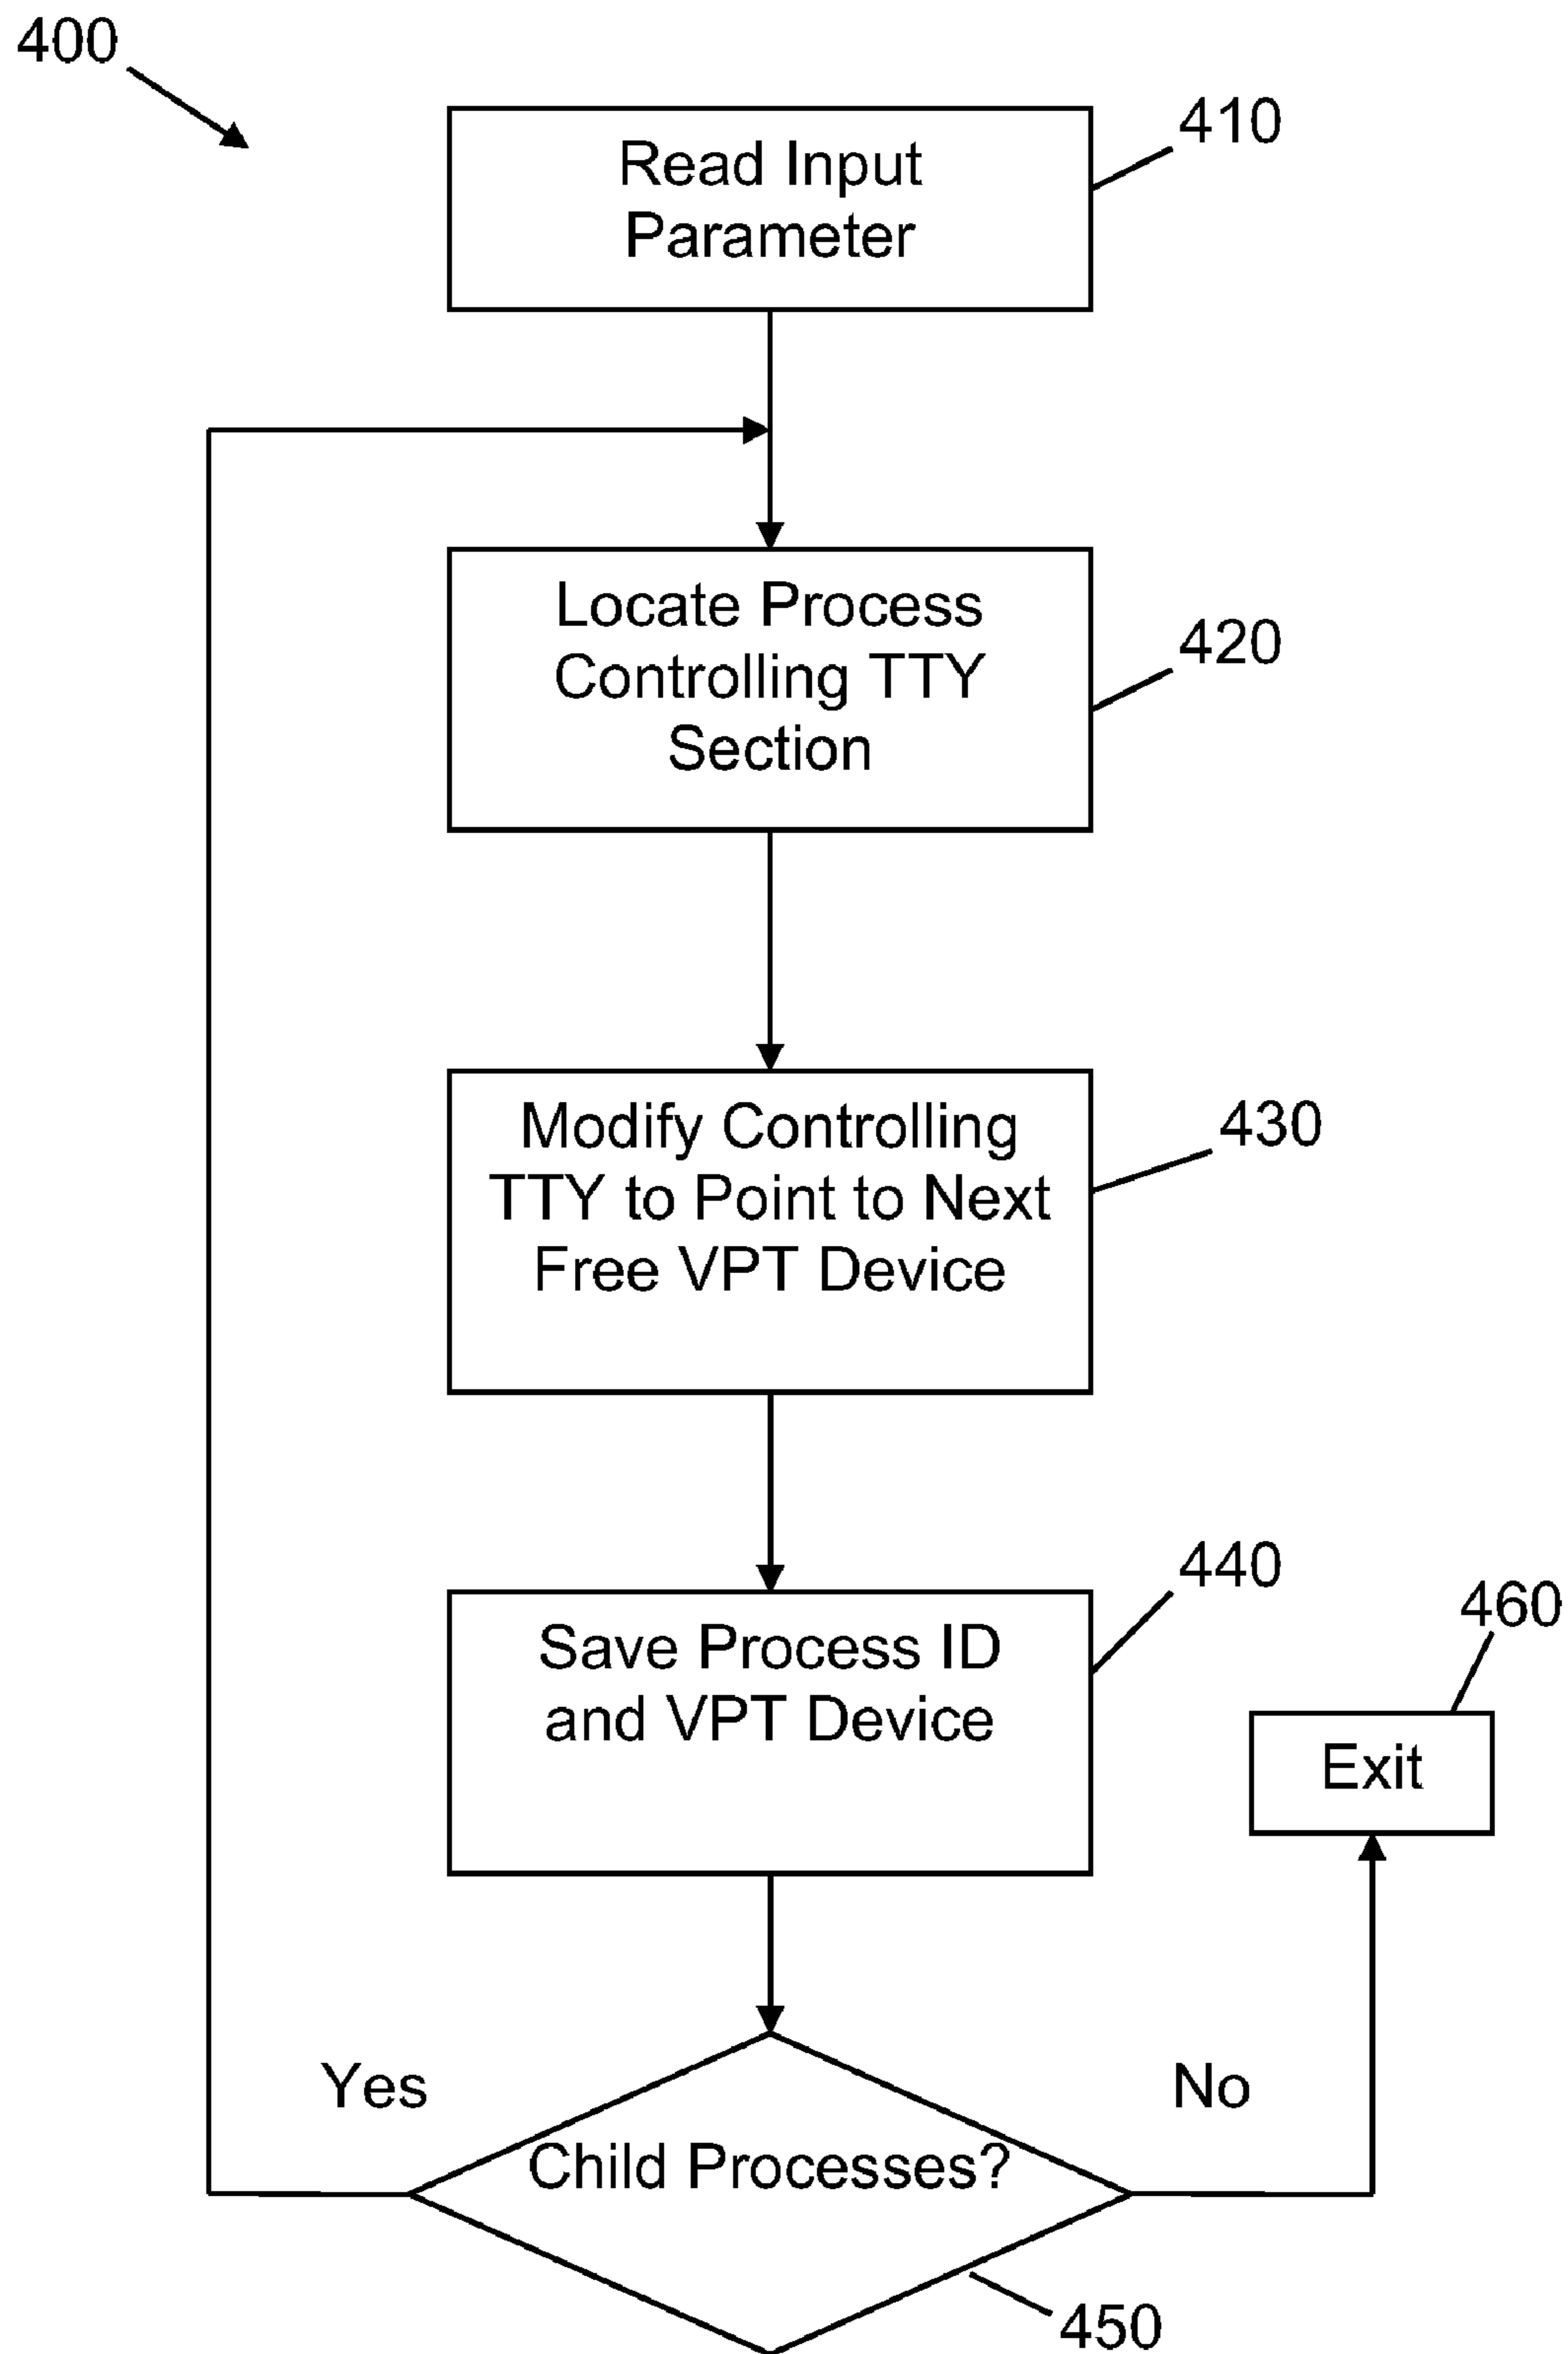 400
410
Read Input
Parameter
420
Locate Process
Controlling TTY
Section
430
Modify Controlling
TTY to Point to Next
Free VPT Device
440
Save Process ID
and VPT Device
460
Exit
Yes
No
Child Processes?
450